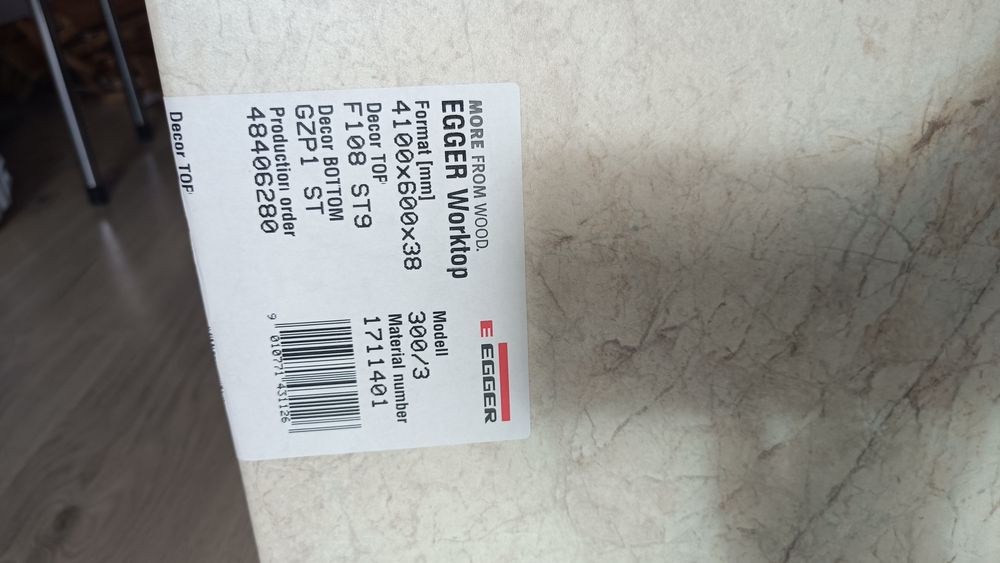 MORE FROM WOOD.
EGGER Worktop
E EGGER
Format [mm]
4100x600x38
Decor TOP
F108 ST9
Decor BOTTOM
GZP1 ST
Production order
48406280
Modell
300/3
Material number
1711401
9 010771 431126
Decor TOP